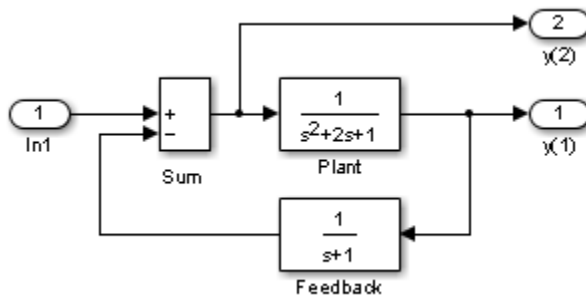 2
y(2)
1
In1
+
−
Sum
1
s²+2s+1
Plant
1
y(1)
1
s+1
Feedback